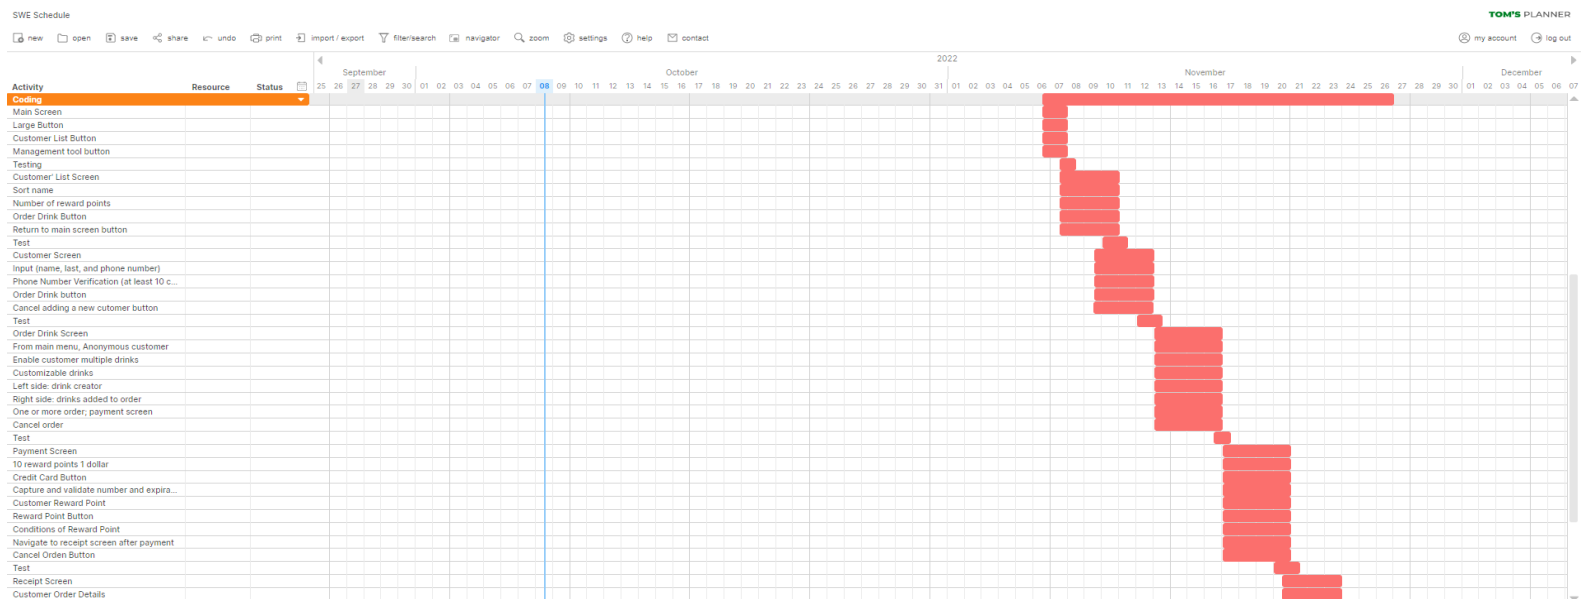 SWE Schedule
TOM'S PLANNER
new open save share undo print import / export filter/search navigator zoom settings help contact my account log out
2022
September October November December
Activity Resource Status 25 26 27 28 29 30 01 02 03 04 05 06 07 08 09 10 11 12 13 14 15 16 17 18 19 20 21 22 23 24 25 26 27 28 29 30 31 01 02 03 04 05 06 07 08 09 10 11 12 13 14 15 16 17 18 19 20 21 22 23 24 25 26 27 28 29 30 01 02 03 04 05 06 07
Coding
Main Screen
Large Button
Customer List Button
Management tool button
Testing
Customer' List Screen
Sort name
Number of reward points
Order Drink Button
Return to main screen button
Test
Customer Screen
Input (name, last, and phone number)
Phone Number Verification (at least 10 c...
Order Drink button
Cancel adding a new cutomer button
Test
Order Drink Screen
From main menu, Anonymous customer
Enable customer multiple drinks
Customizable drinks
Left side: drink creator
Right side: drinks added to order
One or more order; payment screen
Cancel order
Test
Payment Screen
10 reward points 1 dollar
Credit Card Button
Capture and validate number and expira...
Customer Reward Point
Reward Point Button
Conditions of Reward Point
Navigate to receipt screen after payment
Cancel Orden Button
Test
Receipt Screen
Customer Order Details